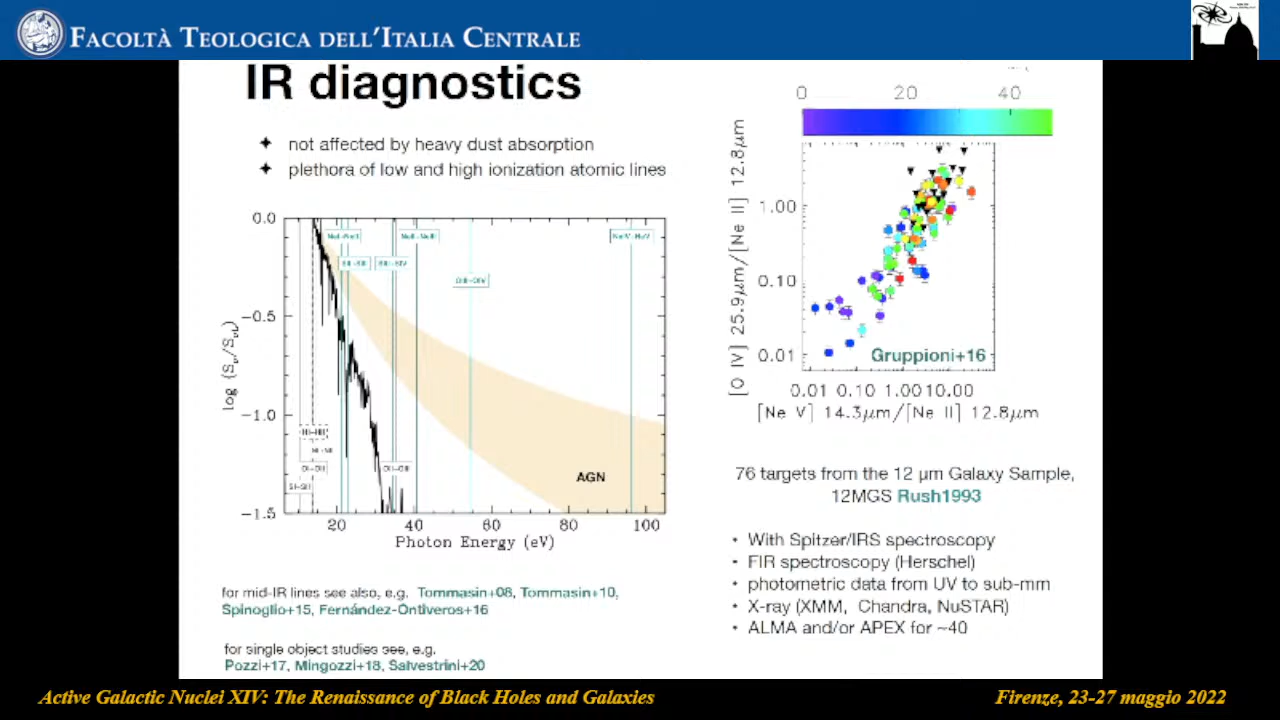 FACOLTÀ TEOLOGICA DELL'ITALIA CENTRALE
IR diagnostics
✦ not affected by heavy dust absorption
✦ plethora of low and high ionization atomic lines
0.0
−0.5
−1.0
−1.5
log (Sν/SνL)
20 40 60 80 100
Photon Energy (eV)
AGN
for mid-IR lines see also, e.g. Tommasin+08, Tommasin+10,
Spinoglio+15, Fernández-Ontiveros+16
for single object studies see, e.g.
Pozzi+17, Mingozzi+18, Salvestrini+20
0 20 40
[O IV] 25.9μm/[Ne II] 12.8μm
1.00
0.10
0.01
Gruppioni+16
0.01 0.10 1.00 10.00
[Ne V] 14.3μm/[Ne II] 12.8μm
76 targets from the 12 μm Galaxy Sample,
12MGS Rush1993
• With Spitzer/IRS spectroscopy
• FIR spectroscopy (Herschel)
• photometric data from UV to sub-mm
• X-ray (XMM, Chandra, NuSTAR)
• ALMA and/or APEX for ~40
Active Galactic Nuclei XIV: The Renaissance of Black Holes and Galaxies
Firenze, 23-27 maggio 2022